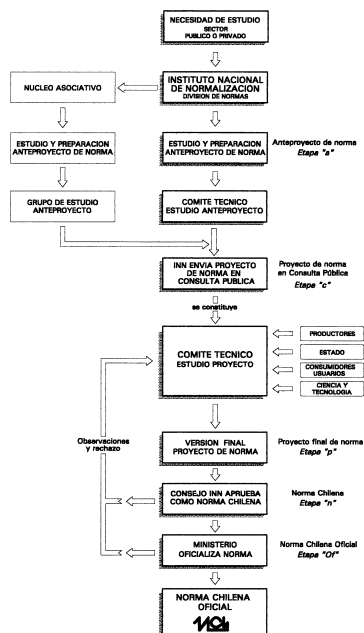 NECESIDAD DE ESTUDIO
SECTOR
PUBLICO O PRIVADO
NUCLEO ASOCIATIVO
INSTITUTO NACIONAL
DE NORMALIZACION
DIVISION DE NORMAS
ESTUDIO Y PREPARACION
ANTEPROYECTO DE NORMA
ESTUDIO Y PREPARACION
ANTEPROYECTO DE NORMA
Anteproyecto de norma
Etapa "a"
GRUPO DE ESTUDIO
ANTEPROYECTO
COMITE TECNICO
ESTUDIO ANTEPROYECTO
INN ENVIA PROYECTO
DE NORMA EN
CONSULTA PUBLICA
Proyecto de norma
en Consulta Pública
Etapa "c"
se constituye
COMITE TECNICO
ESTUDIO PROYECTO
PRODUCTORES
ESTADO
CONSUMIDORES
USUARIOS
CIENCIA Y
TECNOLOGIA
Observaciones
y rechazo
VERSION FINAL
PROYECTO DE NORMA
Proyecto final de norma
Etapa "p"
CONSEJO INN APRUEBA
COMO NORMA CHILENA
Norma Chilena
Etapa "n"
MINISTERIO
OFICIALIZA NORMA
Norma Chilena Oficial
Etapa "Of"
NORMA CHILENA
OFICIAL